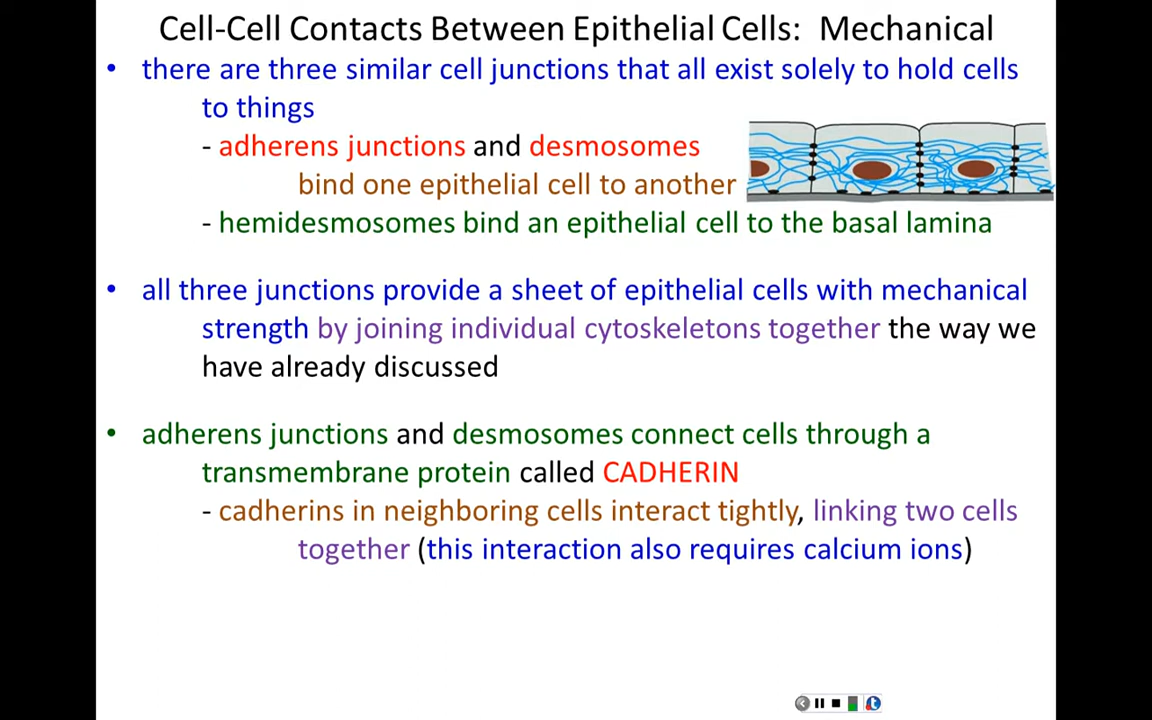 Cell-Cell Contacts Between Epithelial Cells: Mechanical
• there are three similar cell junctions that all exist solely to hold cells
to things
- adherens junctions and desmosomes
bind one epithelial cell to another
- hemidesmosomes bind an epithelial cell to the basal lamina
• all three junctions provide a sheet of epithelial cells with mechanical
strength by joining individual cytoskeletons together the way we
have already discussed
• adherens junctions and desmosomes connect cells through a
transmembrane protein called CADHERIN
- cadherins in neighboring cells interact tightly, linking two cells
together (this interaction also requires calcium ions)